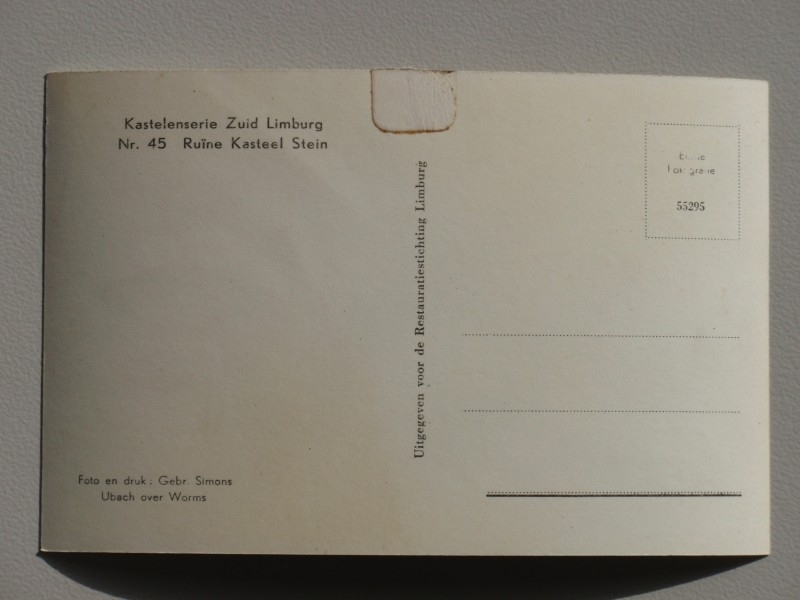 Kastelenserie Zuid Limburg
Nr. 45 Ruïne Kasteel Stein
Foto en druk : Gebr. Simons
Ubach over Worms
Uitgegeven voor de Restauratiestichting Limburg
55295